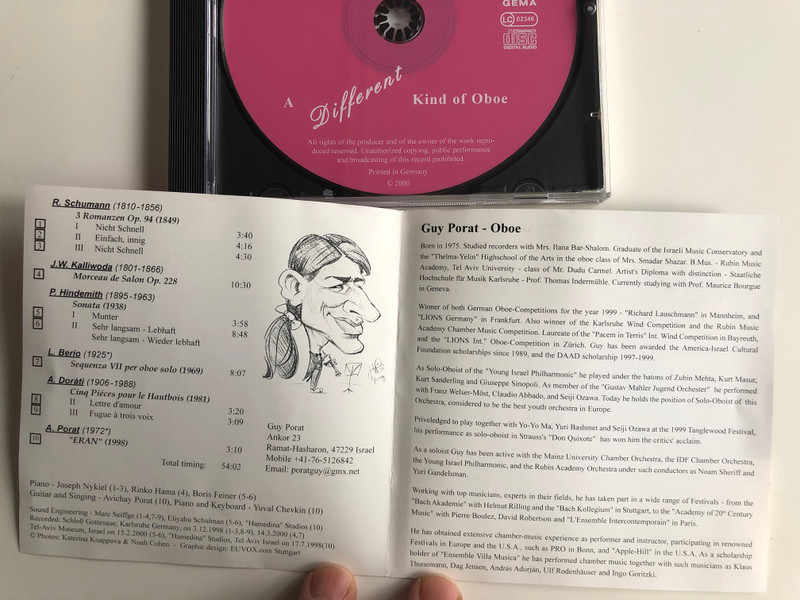 GEMA
LC 02346
COMPACT
disc
DIGITAL AUDIO
A Different Kind of Oboe
All rights of the producer and of the owner of the work repro-
duced reserved. Unauthorized copying, public performance
and broadcasting of this record prohibited.
Printed in Germany
© 2000
R. Schumann (1810-1856)
3 Romanzen Op. 94 (1849)
1 I Nicht Schnell 3:40
2 II Einfach, innig 4:16
3 III Nicht Schnell 4:30
J.W. Kalliwoda (1801-1866)
4 Morceau de Salon Op. 228 10:30
P. Hindemith (1895-1963)
Sonata (1938)
5 I Munter 3:58
6 II Sehr langsam - Lebhaft 8:48
Sehr langsam - Wieder lebhaft
L. Berio (1925*)
7 Sequenza VII per oboe solo (1969) 8:07
A. Doráti (1906-1988)
Cinq Pièces pour le Hautbois (1981)
8 II Lettre d'amour 3:20
9 III Fugue à trois voix 3:09
A. Porat (1972*)
10 "ERAN" (1998) 3:10
Total timing: 54:02
Guy Porat
Ankor 23
Ramat-Hasharon, 47229 Israel
Mobile +41-76-5126842
Email: poratguy@gmx.net
Piano - Joseph Nykiel (1-3), Rinko Hama (4), Boris Feiner (5-6)
Guitar and Singing - Avichay Porat (10), Piano and Keyboard - Yuval Chevkin (10)
Sound Engineering - Marc Seiffge (1-4,7-9), Eliyahu Schulman (5-6), "Hamedina" Studios (10)
Recorded: Schloß Gottesaue, Karlsruhe Germany, on 3.12.1998 (1-3,8-9), 14.3.2000 (4,7)
Tel-Aviv Museum, Israel on 15.2.2000 (5-6), "Hamedina" Studios, Tel Aviv Israel on 17.7.1998(10)
© Photos: Katerina Knappova & Noah Cohen - Graphic design: EUVOX.com Stuttgart
Guy Porat - Oboe
Born in 1975. Studied recorders with Mrs. Ilana Bar-Shalom. Graduate of the Israeli Music Conservatory and
the "Thelma-Yelin" Highschool of the Arts in the oboe class of Mrs. Smadar Shazar. B.Mus. - Rubin Music
Academy, Tel Aviv University - class of Mr. Dudu Carmel. Artist's Diploma with distinction - Staatliche
Hochschule für Musik Karlsruhe - Prof. Thomas Indermühle. Currently studying with Prof. Maurice Bourgue
in Geneva.
Winner of both German Oboe-Competitions for the year 1999 - "Richard Lauschmann" in Mannheim, and
"LIONS Germany" in Frankfurt. Also winner of the Karlsruhe Wind Competition and the Rubin Music
Academy Chamber Music Competition. Laureate of the "Pacem in Terris" Int. Wind Competition in Bayreuth,
and the "LIONS Int." Oboe-Competition in Zürich. Guy has been awarded the America-Israel Cultural
Foundation scholarships since 1989, and the DAAD scholarship 1997-1999.
As Solo-Oboist of the "Young Israel Philharmonic" he played under the batons of Zubin Mehta, Kurt Masur,
Kurt Sanderling and Giuseppe Sinopoli. As member of the "Gustav Mahler Jugend Orchester" he performed
with Franz Welser-Möst, Claudio Abbado, and Seiji Ozawa. Today he holds the position of Solo-Oboist of this
Orchestra, considered to be the best youth orchestra in Europe.
Priveledged to play together with Yo-Yo Ma, Yuri Bashmet and Seiji Ozawa at the 1999 Tanglewood Festival,
his performance as solo-oboist in Strauss's "Don Quixote" has won him the critics' acclaim.
As a soloist Guy has been active with the Mainz University Chamber Orchestra, the IDF Chamber Orchestra,
the Young Israel Philharmonic, and the Rubin Academy Orchestra under such conductors as Noam Sheriff and
Yuri Gandelsman.
Working with top musicians, experts in their fields, he has taken part in a wide range of Festivals - from the
"Bach Akademie" with Helmut Rilling and the "Bach Kollegium" in Stuttgart, to the "Academy of 20th Century
Music" with Pierre Boulez, David Robertson and "L'Ensemble Intercontemporain" in Paris.
He has obtained extensive chamber-music experience as performer and instructor, participating in renowned
Festivals in Europe and the U.S.A., such as PRO in Bonn, and "Apple-Hill" in the U.S.A. As a scholarship
holder of "Ensemble Villa Musica" he has performed chamber music together with such musicians as Klaus
Thunemann, Dag Jensen, András Adorján, Ulf Rodenhäuser and Ingo Goritzki.